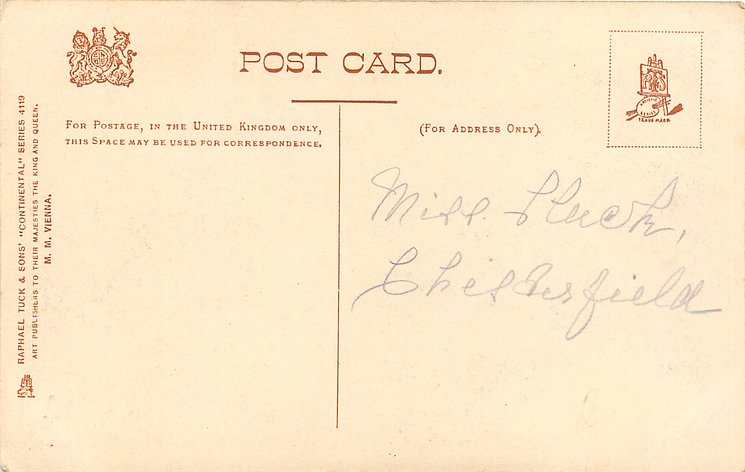 POST CARD.
FOR POSTAGE, IN THE UNITED KINGDOM ONLY,
THIS SPACE MAY BE USED FOR CORRESPONDENCE.
(FOR ADDRESS ONLY).
ARTISTIC
SERIES
TRADE MARK
RAPHAEL TUCK & SONS' "CONTINENTAL" SERIES 4119
ART PUBLISHERS TO THEIR MAJESTIES THE KING AND QUEEN.
M. M. VIENNA.
Miss
Chesterfield